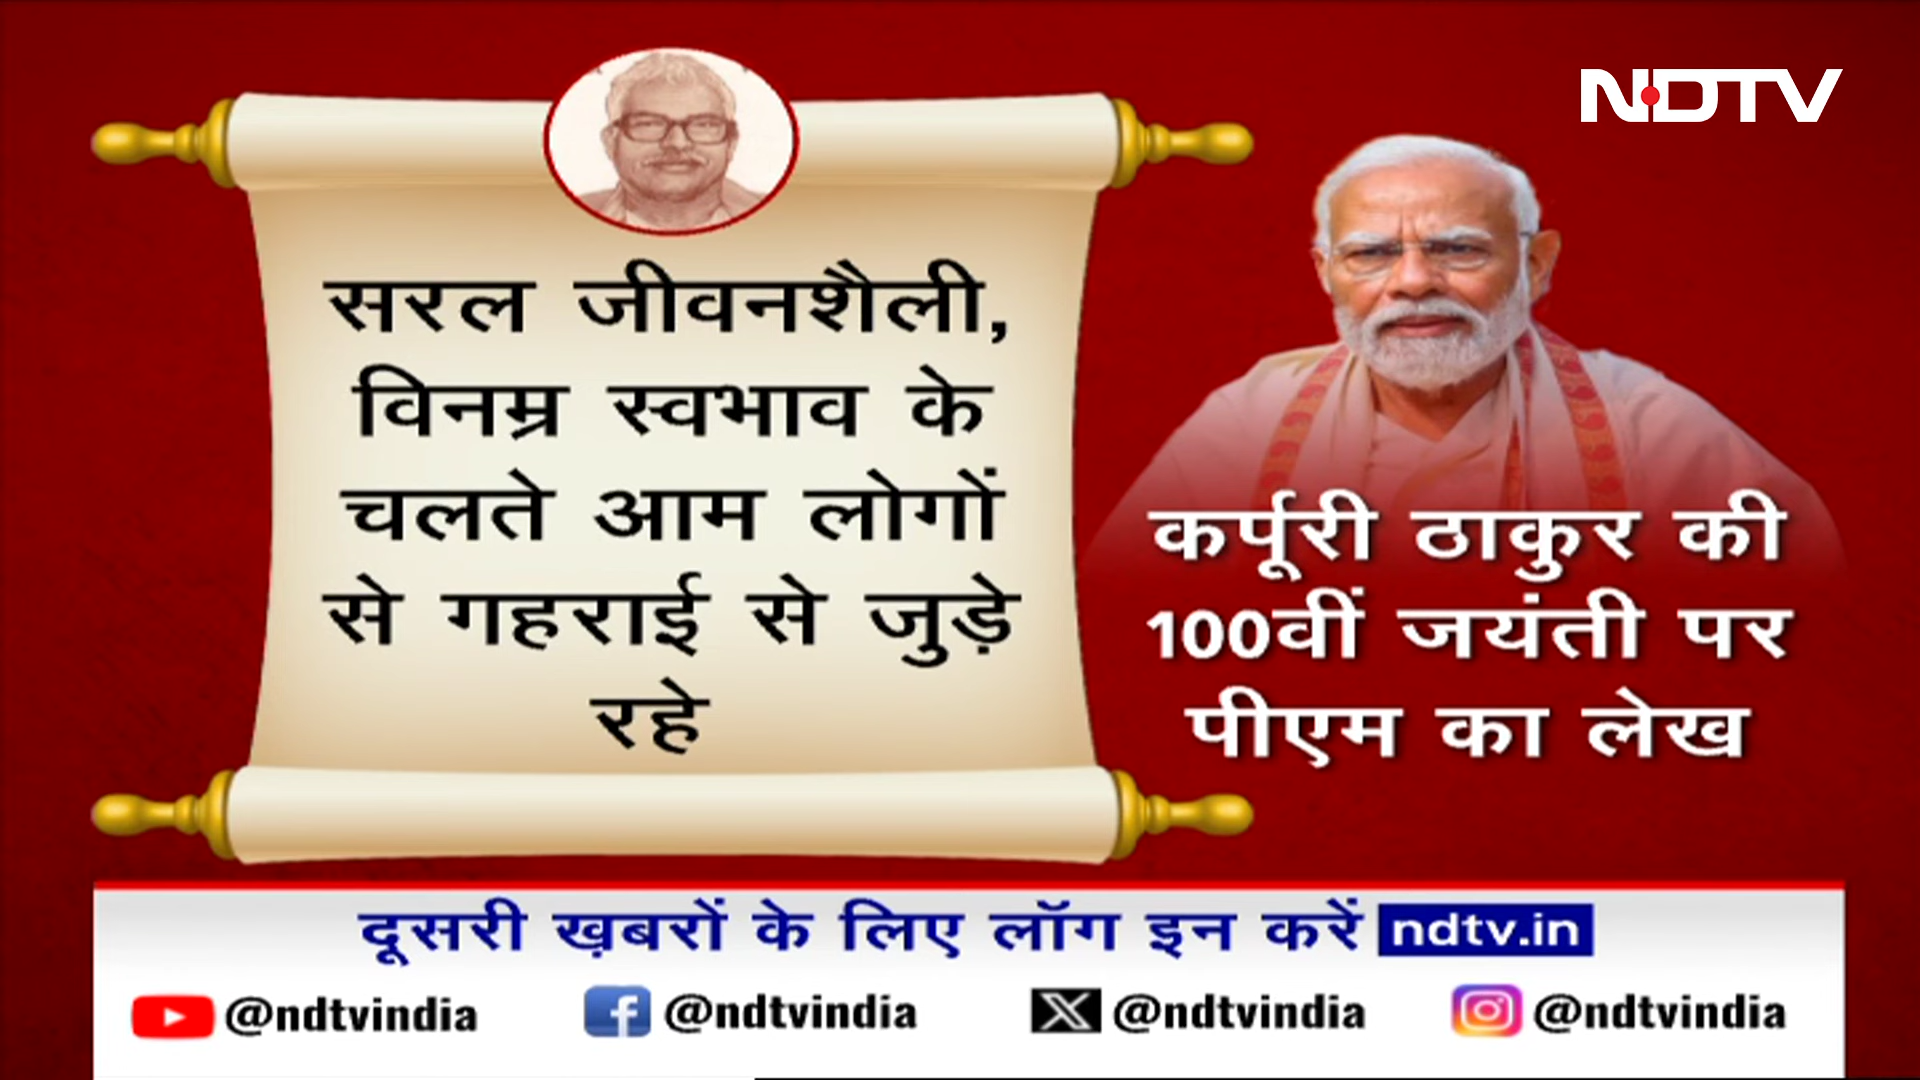 NDTV
सरल जीवनशैली,
विनम्र स्वभाव के
चलते आम लोगों
से गहराई से जुड़े
रहे
कर्पूरी ठाकुर की
100वीं जयंती पर
पीएम का लेख
दूसरी ख़बरों के लिए लॉग इन करें ndtv.in
@ndtvindia @ndtvindia @ndtvindia @ndtvindia